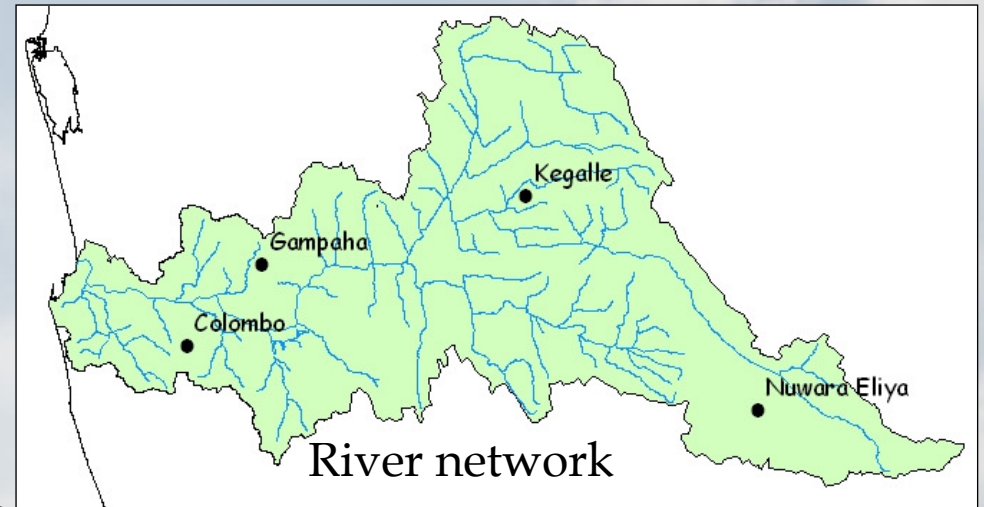 Kegalle
Gampaha
Colombo
Nuwara Eliya
River network